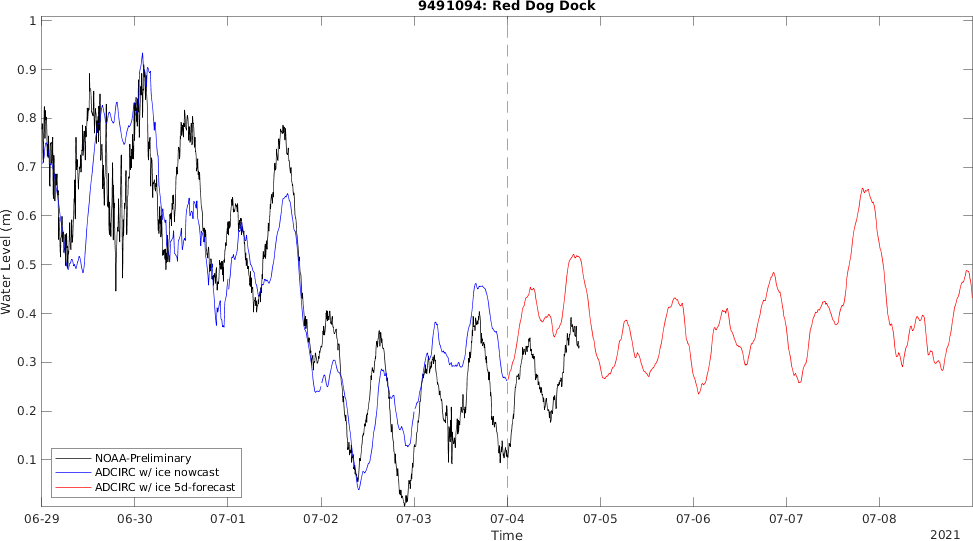 9491094: Red Dog Dock
1
0.9
0.8
0.7
0.6
0.5
0.4
0.3
0.2
0.1
Water Level (m)
NOAA-Preliminary
ADCIRC w/ ice nowcast
ADCIRC w/ ice 5d-forecast
06-29 06-30 07-01 07-02 07-03 07-04 07-05 07-06 07-07 07-08
Time
2021